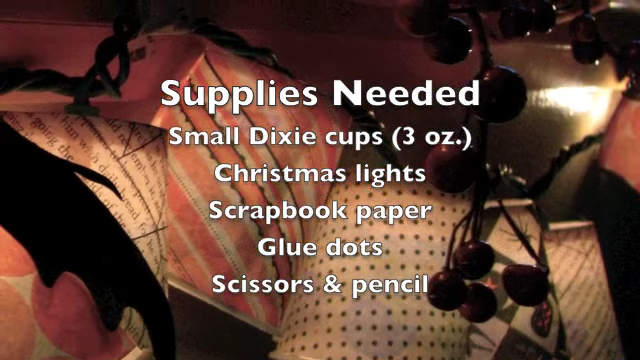 Supplies Needed
Small Dixie cups (3 oz.)
Christmas lights
Scrapbook paper
Glue dots
Scissors & pencil